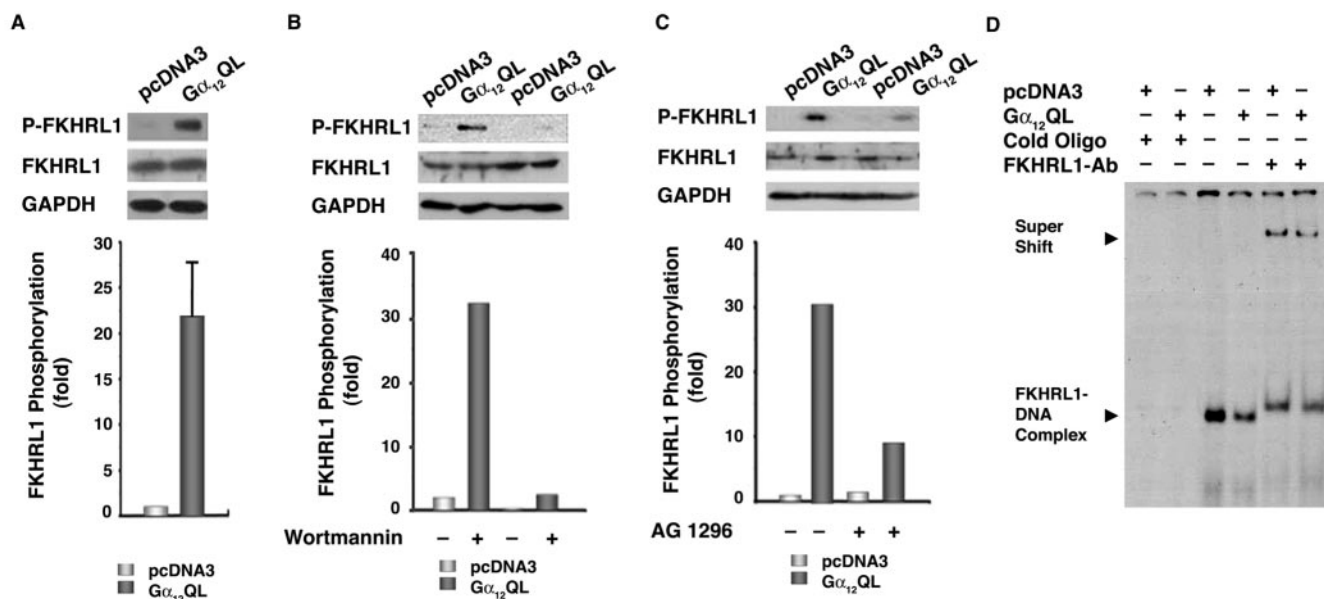 A
pcDNA3
Gα12QL
P-FKHRL1
FKHRL1
GAPDH
FKHRL1 Phosphorylation
(fold)
30
25
20
15
10
5
0
pcDNA3
Gα12QL
B
pcDNA3
Gα12QL
pcDNA3
Gα12QL
P-FKHRL1
FKHRL1
GAPDH
FKHRL1 Phosphorylation
(fold)
40
30
20
10
0
Wortmannin – + – +
pcDNA3
Gα12QL
C
pcDNA3
Gα12QL
pcDNA3
Gα12QL
P-FKHRL1
FKHRL1
GAPDH
FKHRL1 Phosphorylation
(fold)
40
30
20
10
0
AG 1296 – – + +
pcDNA3
Gα12QL
D
pcDNA3 + – + – + –
Gα12QL – + – + – +
Cold Oligo + + – – – –
FKHRL1-Ab – – – – + +
Super
Shift
FKHRL1-
DNA
Complex